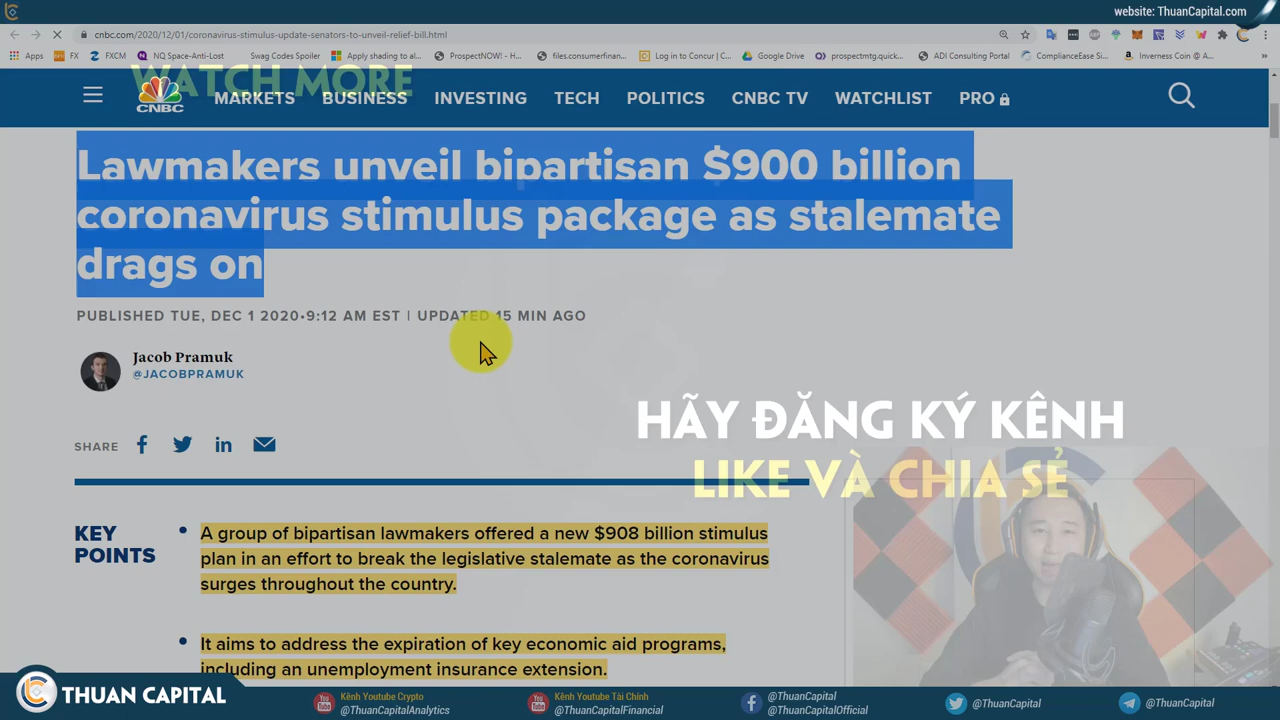 website: ThuanCapital.com
cnbc.com/2020/12/01/coronavirus-stimulus-update-senators-to-unveil-relief-bill.html
Apps FX FXCM NQ Space-Anti-Lost Swag Codes Spoiler Apply shading to al... ProspectNOW! - H... files.consumerfinan... Log in to Concur | C... Google Drive prospectmtg.quick... ADI Consulting Portal ComplianceEase Si... Inverness Coin @ A...
WATCH MORE
CNBC MARKETS BUSINESS INVESTING TECH POLITICS CNBC TV WATCHLIST PRO
Lawmakers unveil bipartisan $900 billion
coronavirus stimulus package as stalemate
drags on
PUBLISHED TUE, DEC 1 2020•9:12 AM EST | UPDATED 15 MIN AGO
Jacob Pramuk
@JACOBPRAMUK
HÃY ĐĂNG KÝ KÊNH
LIKE VÀ CHIA SẺ
SHARE
KEY
POINTS
• A group of bipartisan lawmakers offered a new $908 billion stimulus
plan in an effort to break the legislative stalemate as the coronavirus
surges throughout the country.
• It aims to address the expiration of key economic aid programs,
including an unemployment insurance extension.
THUAN CAPITAL
Kênh Youtube Crypto
@ThuanCapitalAnalytics
Kênh Youtube Tài Chính
@ThuanCapitalFinancial
@ThuanCapital
@ThuanCapitalOfficial
@ThuanCapital
@ThuanCapital